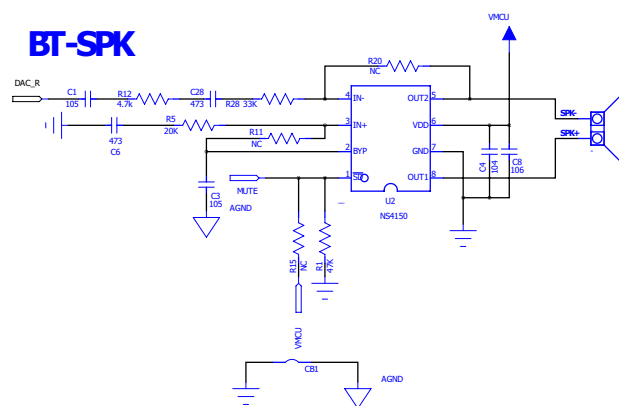 BT-SPK
VMCU
DAC_R
C1
105
R12
4.7k
C28
473
R28 33K
R20
NC
4 IN-
OUT2 5
SPK-
R5
20K
473
C6
3 IN+
VDD 6
SPK+
R11
NC
2 BYP
GND 7
C4
104
C8
106
C3
105
MUTE
1 SD
OUT1 8
AGND
U2
NS4150
R15
NC
R1
47K
VMCU
CB1
AGND